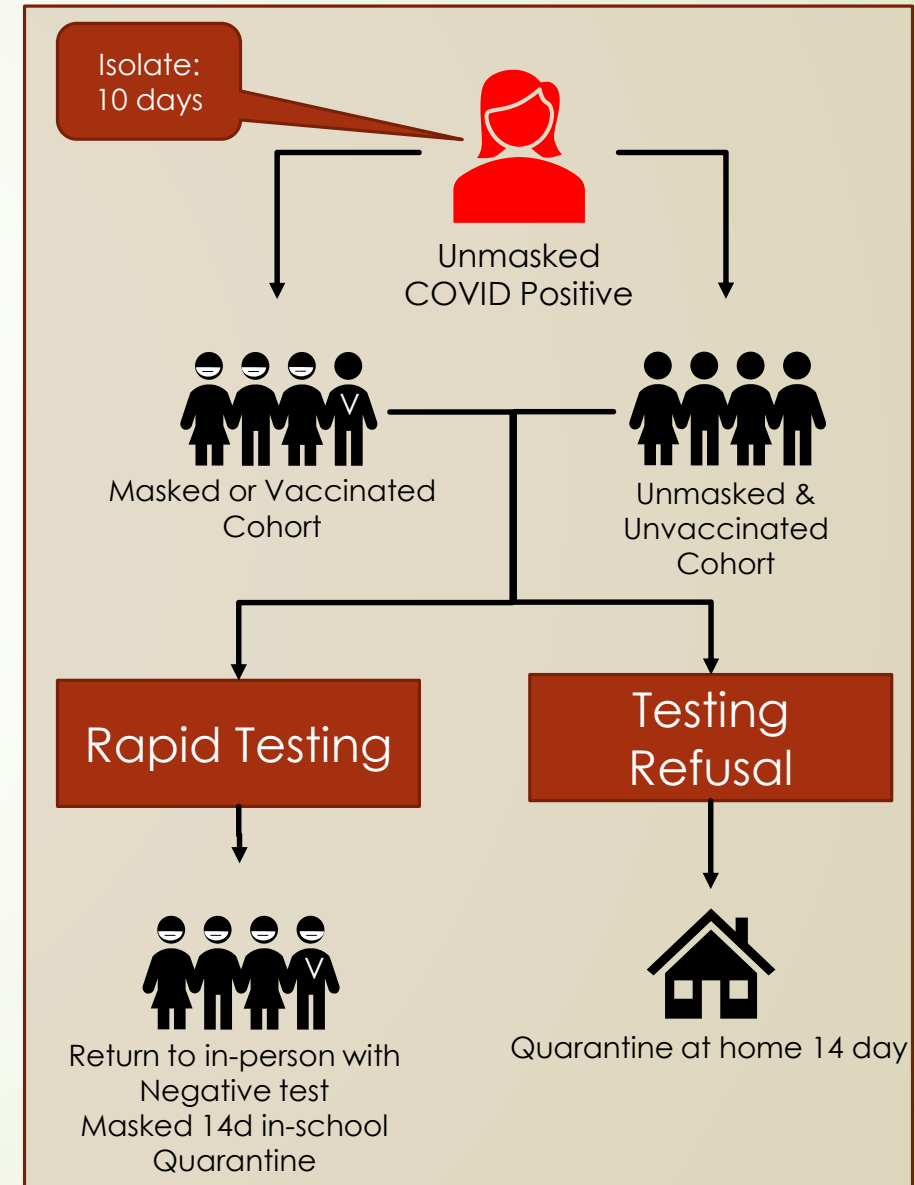 Isolate:
10 days
Unmasked
COVID Positive
V
Masked or Vaccinated
Cohort
Unmasked &
Unvaccinated
Cohort
Rapid Testing
Testing
Refusal
V
Return to in-person with
Negative test
Masked 14d in-school
Quarantine
Quarantine at home 14 day